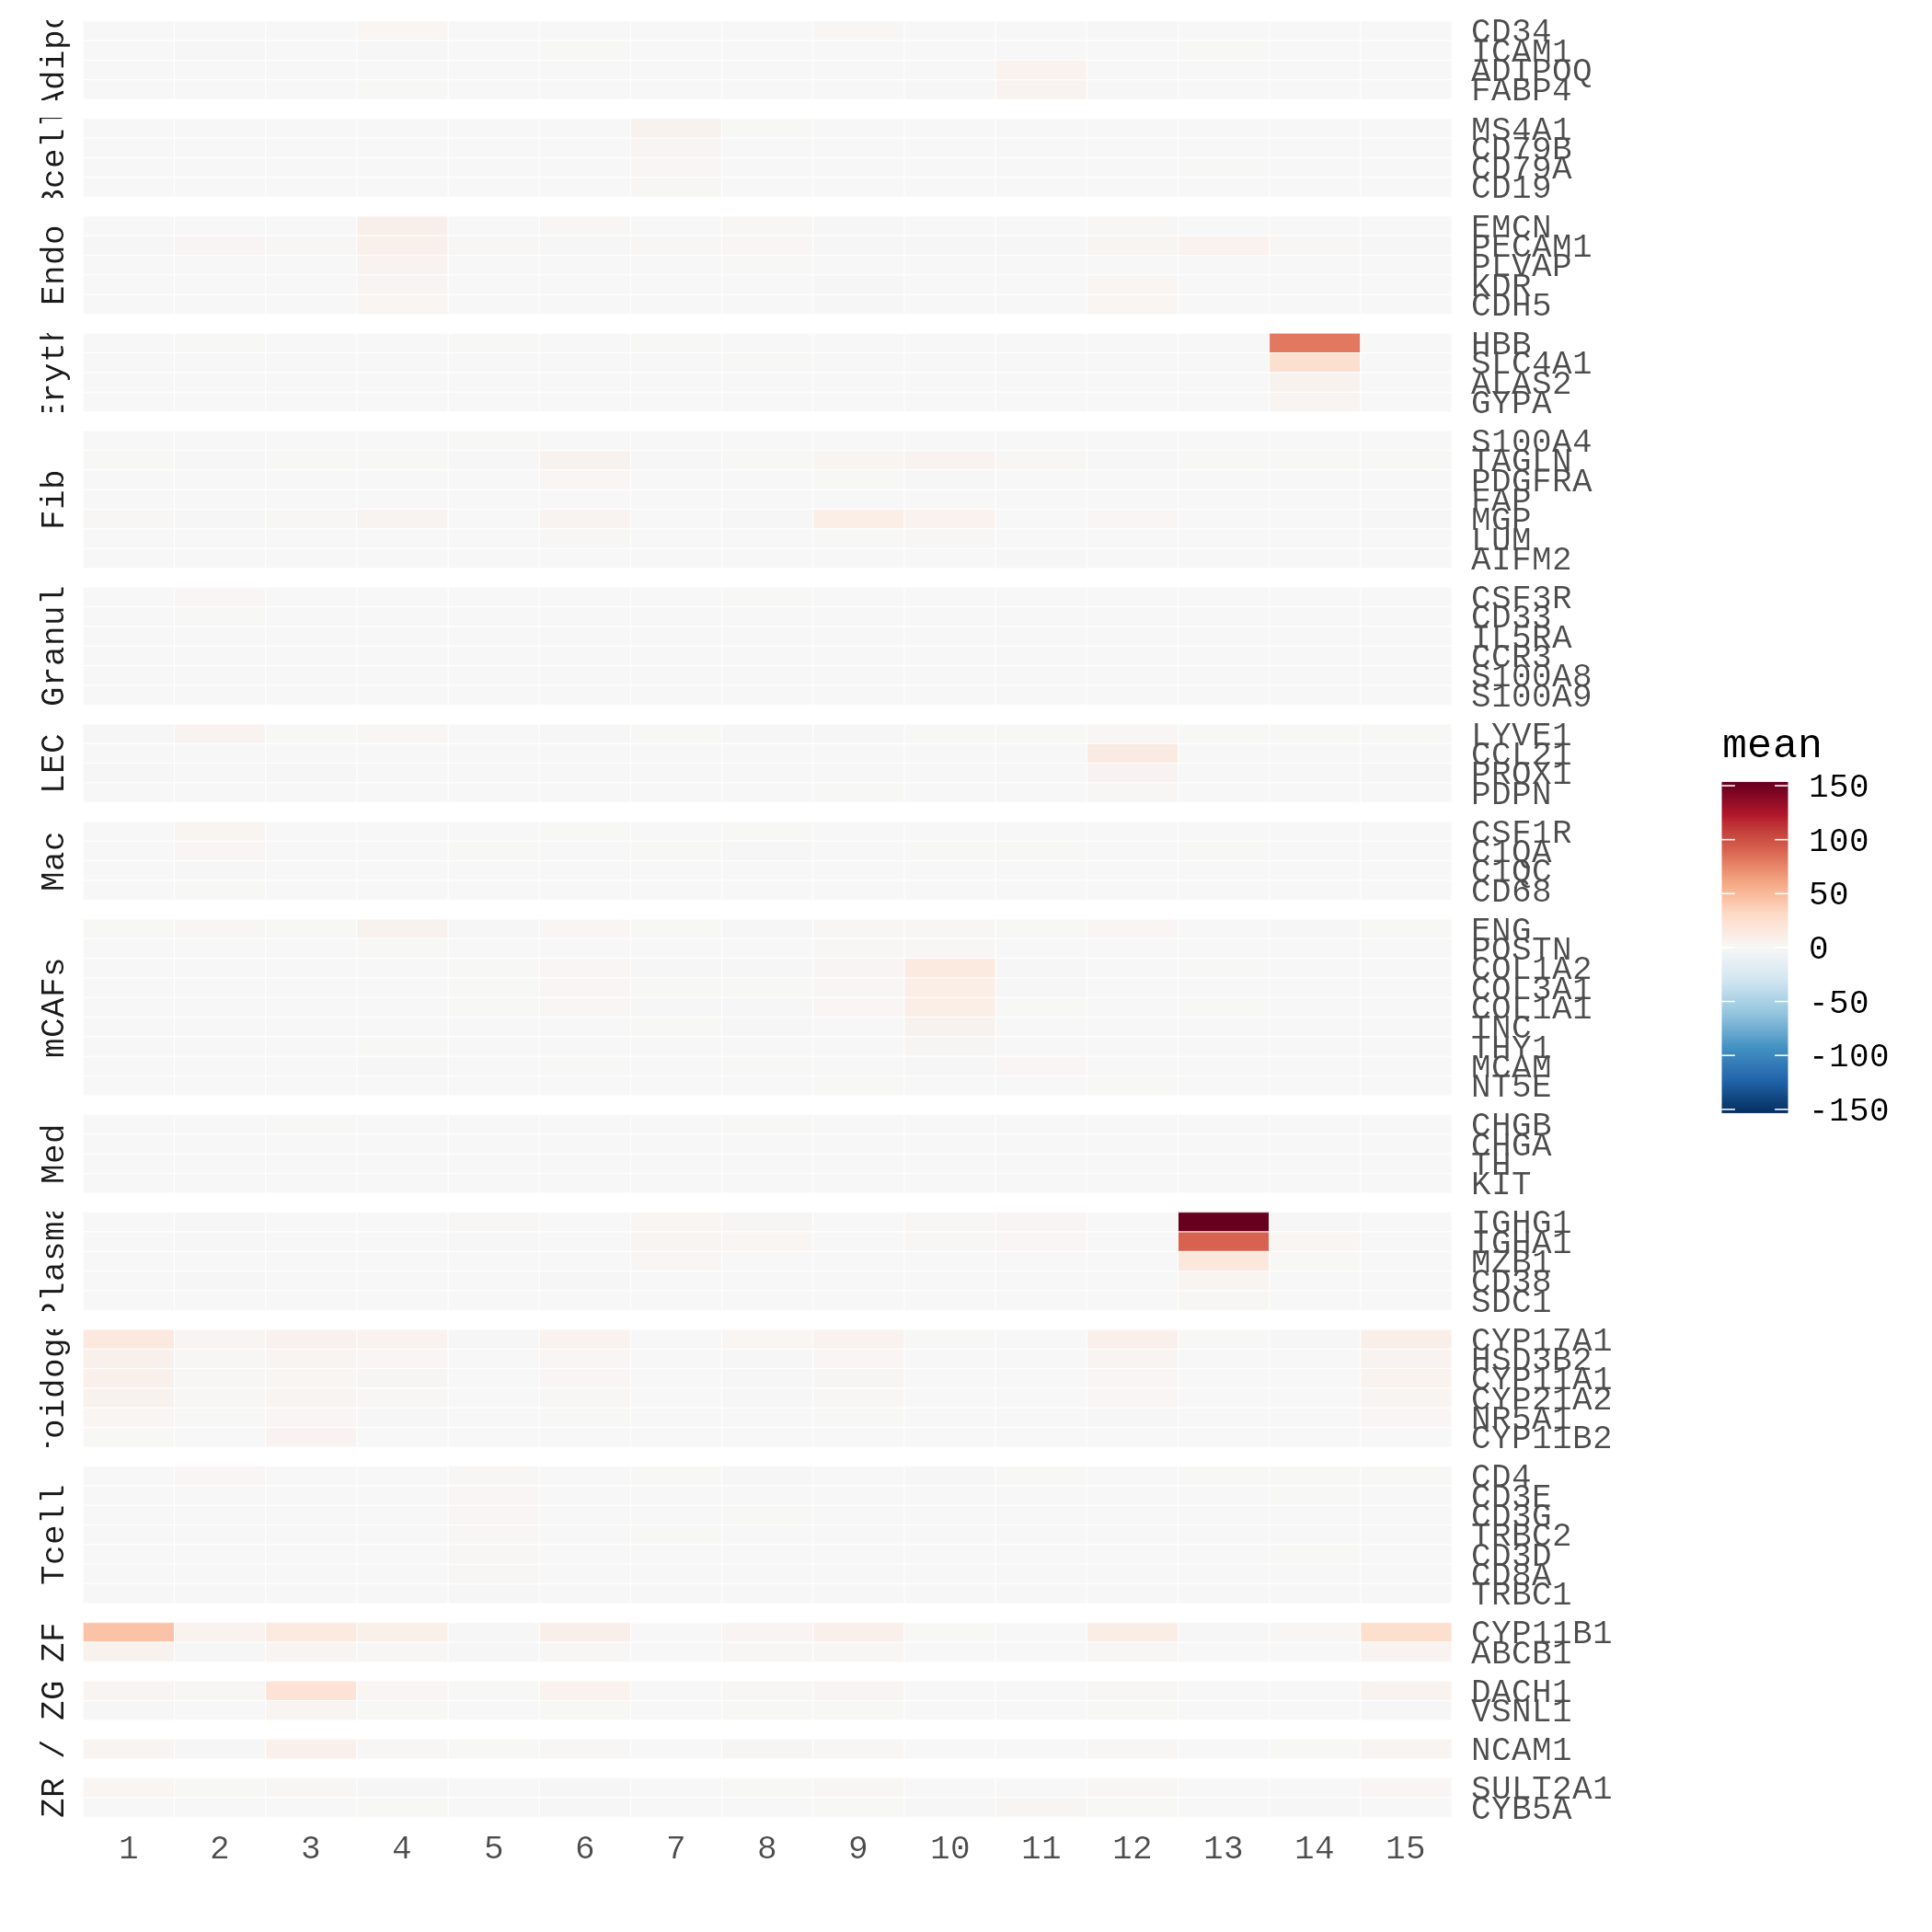 Adipo
CD34
ICAM1
ADIPOQ
FABP4
Bcell
MS4A1
CD79B
CD79A
CD19
Endo
EMCN
PECAM1
PLVAP
KDR
CDH5
Eryth
HBB
SLC4A1
ALAS2
GYPA
Fib
S100A4
TAGLN
PDGFRA
FAP
MGP
LUM
AIFM2
Granul
CSF3R
CD33
IL5RA
CCR3
S100A8
S100A9
LEC
LYVE1
CCL21
PROX1
PDPN
Mac
CSF1R
C1QA
C1QC
CD68
mCAFs
ENG
POSTN
COL1A2
COL3A1
COL1A1
TNC
THY1
MCAM
NT5E
Med
CHGB
CHGA
TH
KIT
Plasma
IGHG1
IGHA1
MZB1
CD38
SDC1
roidoge
CYP17A1
HSD3B2
CYP11A1
CYP21A2
NR5A1
CYP11B2
Tcell
CD4
CD3E
CD3G
TRBC2
CD3D
CD8A
TRBC1
ZF
CYP11B1
ABCB1
ZG
DACH1
VSNL1
/
NCAM1
ZR
SULT2A1
CYB5A
1 2 3 4 5 6 7 8 9 10 11 12 13 14 15
mean
150
100
50
0
-50
-100
-150